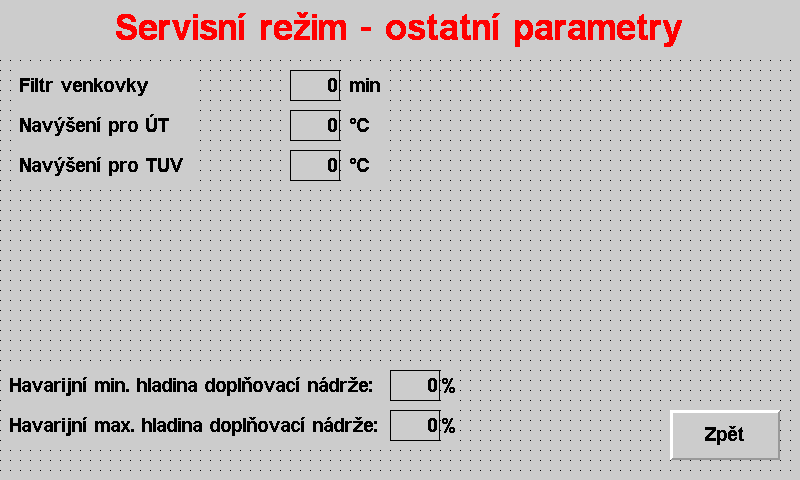 Servisní režim - ostatní parametry
Filtr venkovky 0 min
Navýšení pro ÚT 0 °C
Navýšení pro TUV 0 °C
Havarijní min. hladina doplňovací nádrže: 0 %
Havarijní max. hladina doplňovací nádrže: 0 %
Zpět